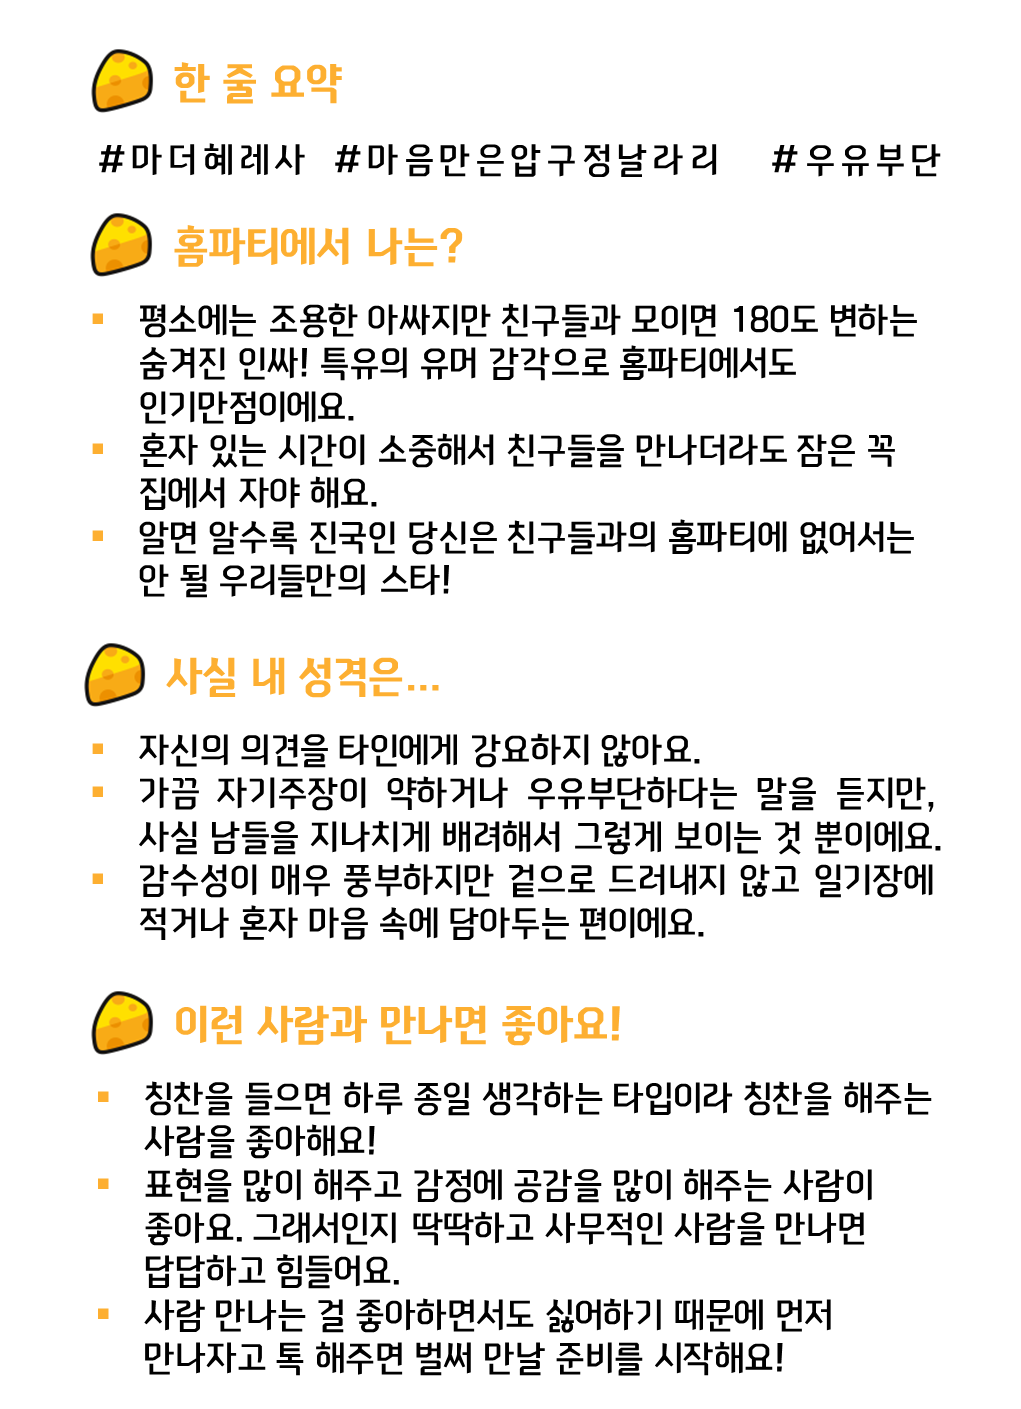 한 줄 요약
#마더혜레사 #마음만은압구정날라리 #우유부단
홈파티에서 나는?
▪ 평소에는 조용한 아싸지만 친구들과 모이면 180도 변하는
숨겨진 인싸! 특유의 유머 감각으로 홈파티에서도
인기만점이에요.
▪ 혼자 있는 시간이 소중해서 친구들을 만나더라도 잠은 꼭
집에서 자야 해요.
▪ 알면 알수록 진국인 당신은 친구들과의 홈파티에 없어서는
안 될 우리들만의 스타!
사실 내 성격은...
▪ 자신의 의견을 타인에게 강요하지 않아요.
▪ 가끔 자기주장이 약하거나 우유부단하다는 말을 듣지만,
사실 남들을 지나치게 배려해서 그렇게 보이는 것 뿐이에요.
▪ 감수성이 매우 풍부하지만 겉으로 드러내지 않고 일기장에
적거나 혼자 마음 속에 담아두는 편이에요.
이런 사람과 만나면 좋아요!
▪ 칭찬을 들으면 하루 종일 생각하는 타입이라 칭찬을 해주는
사람을 좋아해요!
▪ 표현을 많이 해주고 감정에 공감을 많이 해주는 사람이
좋아요. 그래서인지 딱딱하고 사무적인 사람을 만나면
답답하고 힘들어요.
▪ 사람 만나는 걸 좋아하면서도 싫어하기 때문에 먼저
만나자고 톡 해주면 벌써 만날 준비를 시작해요!